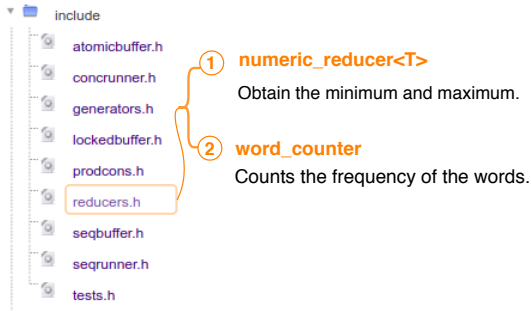 include
atomicbuffer.h
concrunner.h
generators.h
lockedbuffer.h
prodcons.h
reducers.h
seqbuffer.h
seqrunner.h
tests.h
1 numeric_reducer<T>
Obtain the minimum and maximum.
2 word_counter
Counts the frequency of the words.